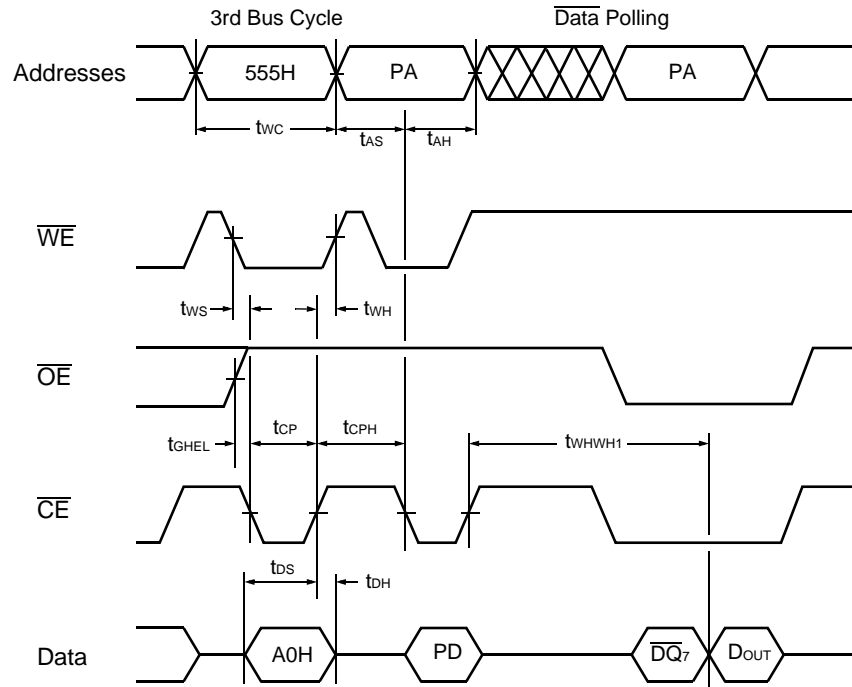 3rd Bus Cycle
Data Polling
Addresses
555H
PA
PA
tWC
tAS
tAH
WE
tWS
tWH
OE
tGHEL
tCP
tCPH
tWHWH1
CE
tDS
tDH
Data
A0H
PD
DQ7
DOUT